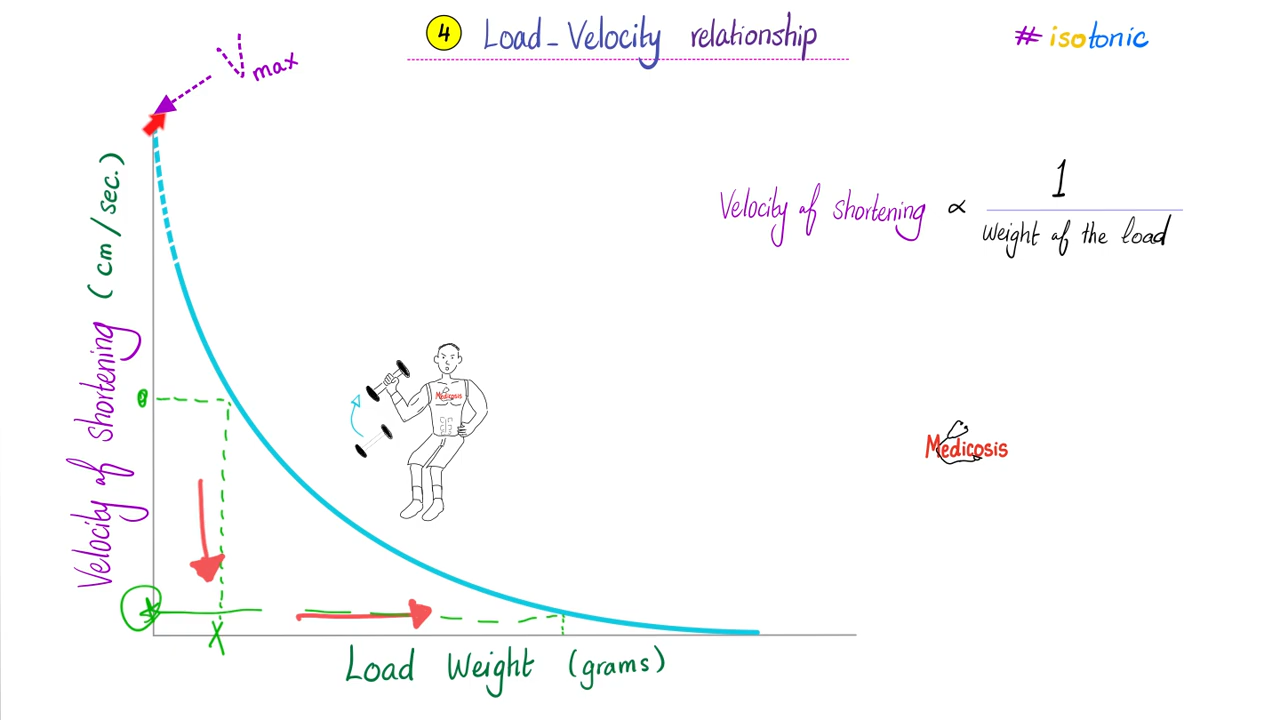 4 Load-Velocity relationship
#isotonic
Vmax
Velocity of shortening (cm/sec.)
Velocity of shortening ∝ 1
Weight of the load
Medicosis
Medicosis
X
Load Weight (grams)